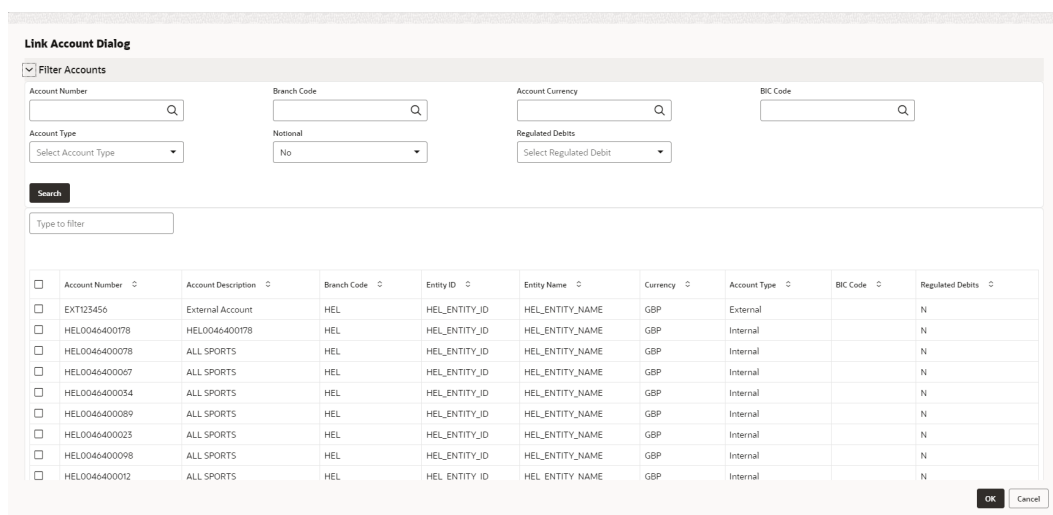 Link Account Dialog
Filter Accounts
Account Number Branch Code Account Currency BIC Code
Account Type Notional Regulated Debits
Select Account Type No Select Regulated Debit
Search
Type to filter
Account Number Account Description Branch Code Entity ID Entity Name Currency Account Type BIC Code Regulated Debits
EXT123456 External Account HEL HEL_ENTITY_ID HEL_ENTITY_NAME GBP External N
HEL0046400178 HEL0046400178 HEL HEL_ENTITY_ID HEL_ENTITY_NAME GBP Internal N
HEL0046400078 ALL SPORTS HEL HEL_ENTITY_ID HEL_ENTITY_NAME GBP Internal N
HEL0046400067 ALL SPORTS HEL HEL_ENTITY_ID HEL_ENTITY_NAME GBP Internal N
HEL0046400034 ALL SPORTS HEL HEL_ENTITY_ID HEL_ENTITY_NAME GBP Internal N
HEL0046400089 ALL SPORTS HEL HEL_ENTITY_ID HEL_ENTITY_NAME GBP Internal N
HEL0046400023 ALL SPORTS HEL HEL_ENTITY_ID HEL_ENTITY_NAME GBP Internal N
HEL0046400098 ALL SPORTS HEL HEL_ENTITY_ID HEL_ENTITY_NAME GBP Internal N
HEL0046400012 ALL SPORTS HEL HEL_ENTITY_ID HEL_ENTITY_NAME GBP Internal N
OK Cancel